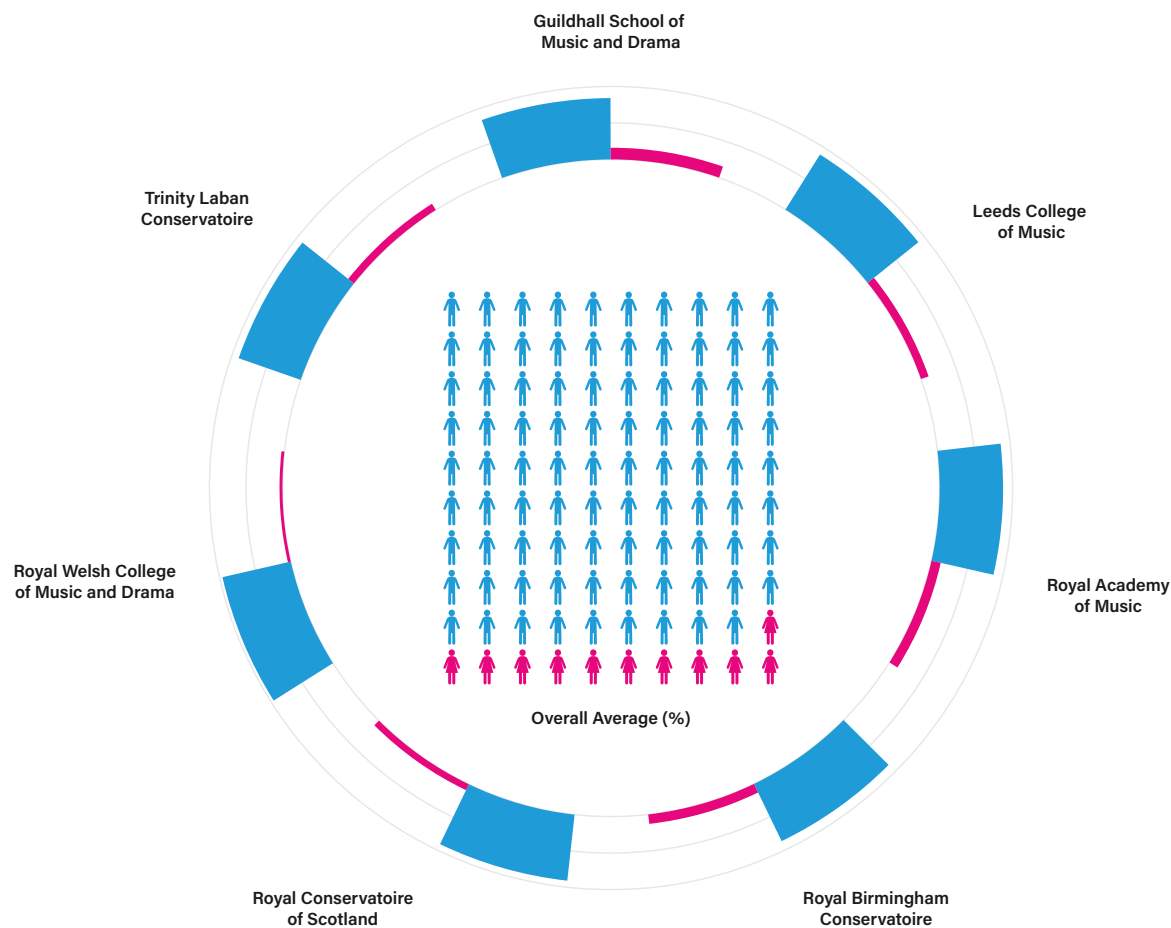 Guildhall School of
Music and Drama
Trinity Laban
Conservatoire
Leeds College
of Music
Royal Welsh College
of Music and Drama
Royal Academy
of Music
Overall Average (%)
Royal Conservatoire
of Scotland
Royal Birmingham
Conservatoire